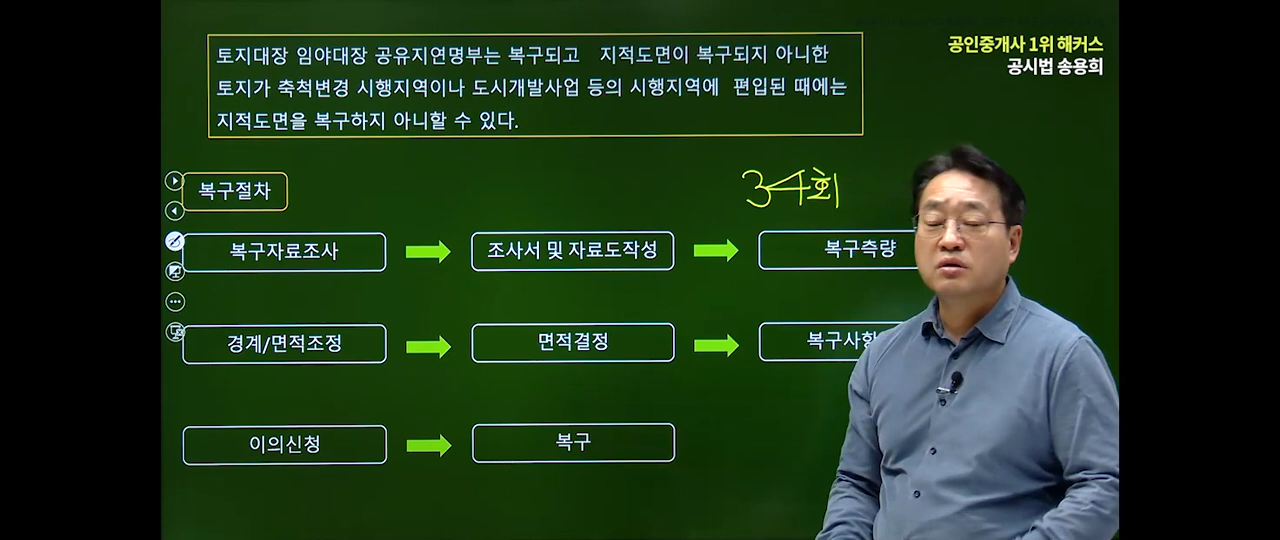 공인중개사 1위 해커스
공시법 송용희
토지대장 임야대장 공유지연명부는 복구되고 지적도면이 복구되지 아니한
토지가 축척변경 시행지역이나 도시개발사업 등의 시행지역에 편입된 때에는
지적도면을 복구하지 아니할 수 있다.
34회
복구절차
복구자료조사
조사서 및 자료도작성
복구측량
경계/면적조정
면적결정
복구사항
이의신청
복구